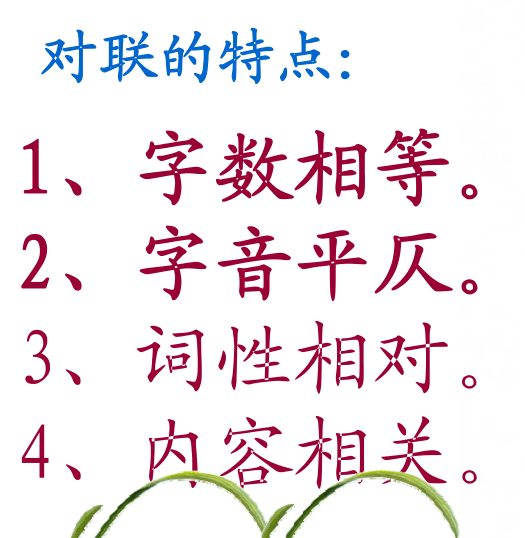 对联的特点:
1、字数相等。
2、字音平仄。
3、词性相对。
4、内容相关。